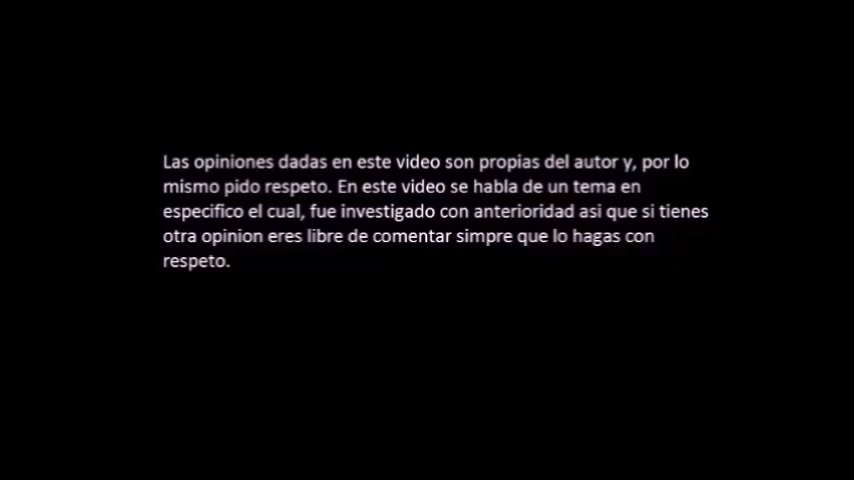 Las opiniones dadas en este video son propias del autor y, por lo
mismo pido respeto. En este video se habla de un tema en
especifico el cual, fue investigado con anterioridad asi que si tienes
otra opinion eres libre de comentar simpre que lo hagas con
respeto.